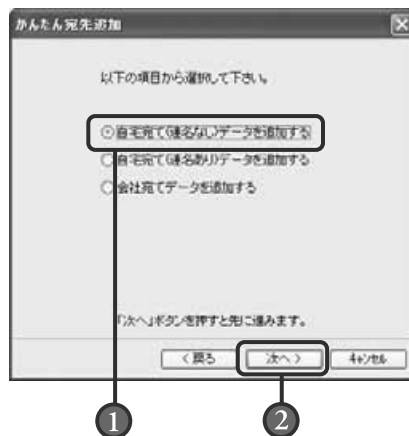 かんたん宛先追加
以下の項目から選択して下さい。
自宅宛て(連名なし)データを追加する
自宅宛て(連名あり)データを追加する
会社宛てデータを追加する
「次へ」ボタンを押すと先に進みます。
< 戻る 次へ > キャンセル
1 2